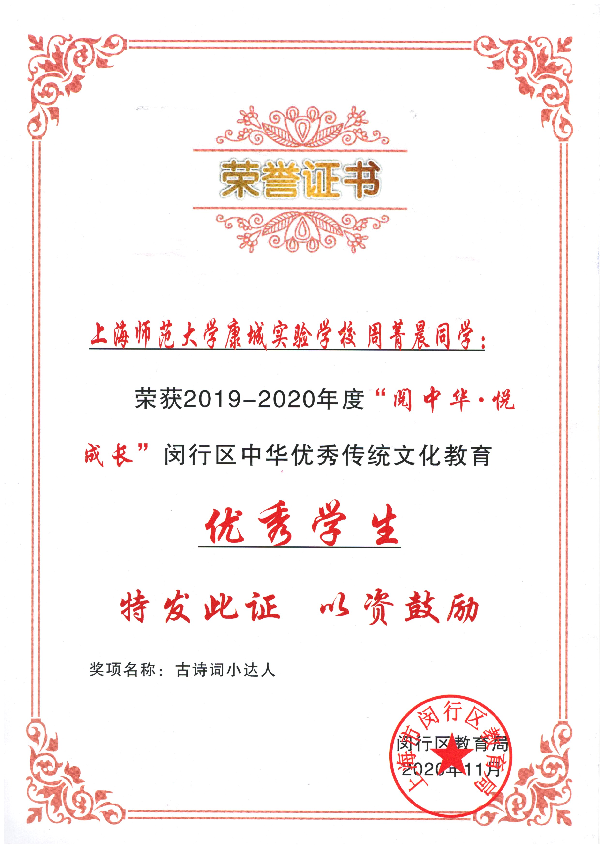 荣誉证书
上海师范大学康城实验学校周菁晨同学：
荣获2019-2020年度“阅中华·悦
成长”闵行区中华优秀传统文化教育
优秀学生
特发此证 以资鼓励
奖项名称：古诗词小达人
上海市闵行区教育局
闵行区教育局
2020年11月